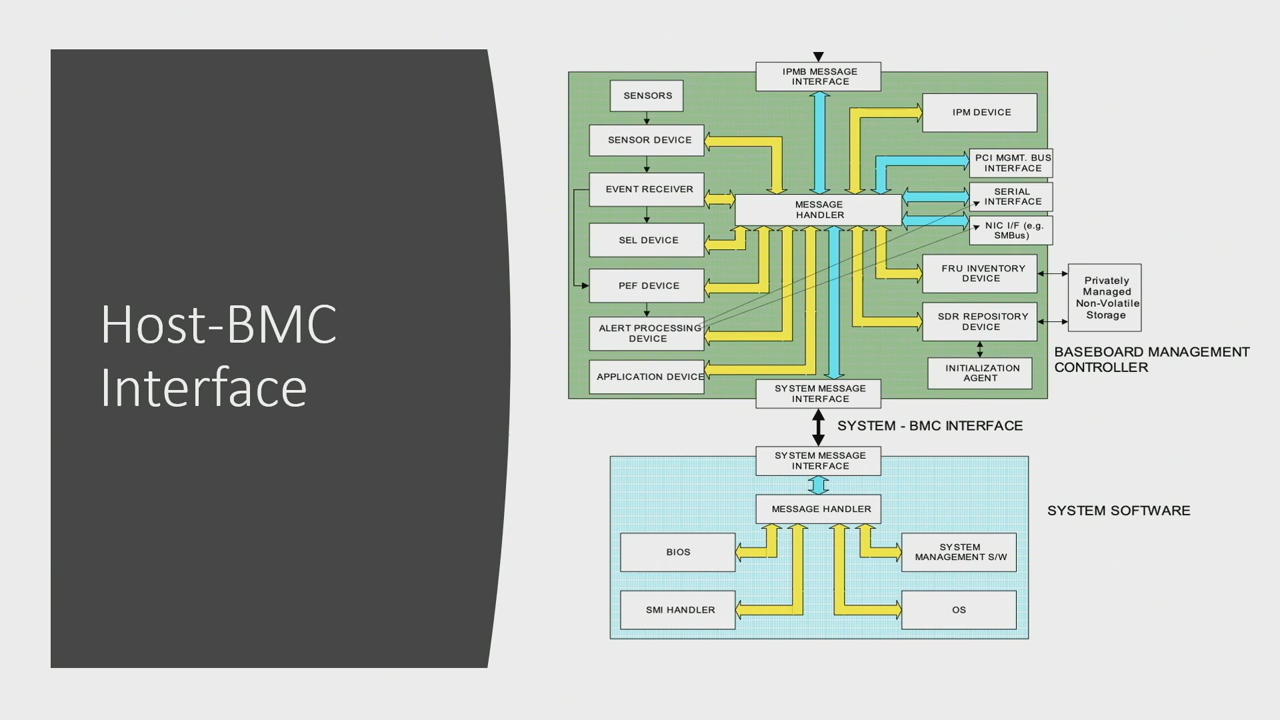 Host-BMC
Interface
IPMB MESSAGE
INTERFACE
SENSORS
IPM DEVICE
SENSOR DEVICE
PCI MGMT. BUS
INTERFACE
EVENT RECEIVER
SERIAL
INTERFACE
MESSAGE
HANDLER
NIC I/F (e.g.
SMBus)
SEL DEVICE
FRU INVENTORY
DEVICE
PEF DEVICE
Privately
Managed
Non-Volatile
Storage
SDR REPOSITORY
DEVICE
ALERT PROCESSING
DEVICE
BASEBOARD MANAGEMENT
CONTROLLER
APPLICATION DEVICE
INITIALIZATION
AGENT
SYSTEM MESSAGE
INTERFACE
SYSTEM - BMC INTERFACE
SYSTEM MESSAGE
INTERFACE
MESSAGE HANDLER
SYSTEM SOFTWARE
BIOS
SYSTEM
MANAGEMENT S/W
SMI HANDLER
OS